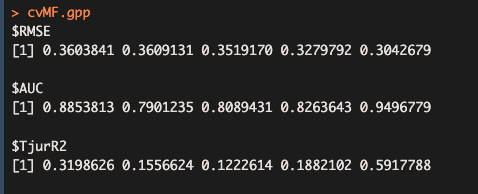 > cvMF.gpp
$RMSE
[1] 0.3603841 0.3609131 0.3519170 0.3279792 0.3042679
$AUC
[1] 0.8853813 0.7901235 0.8089431 0.8263643 0.9496779
$TjurR2
[1] 0.3198626 0.1556624 0.1222614 0.1882102 0.5917788